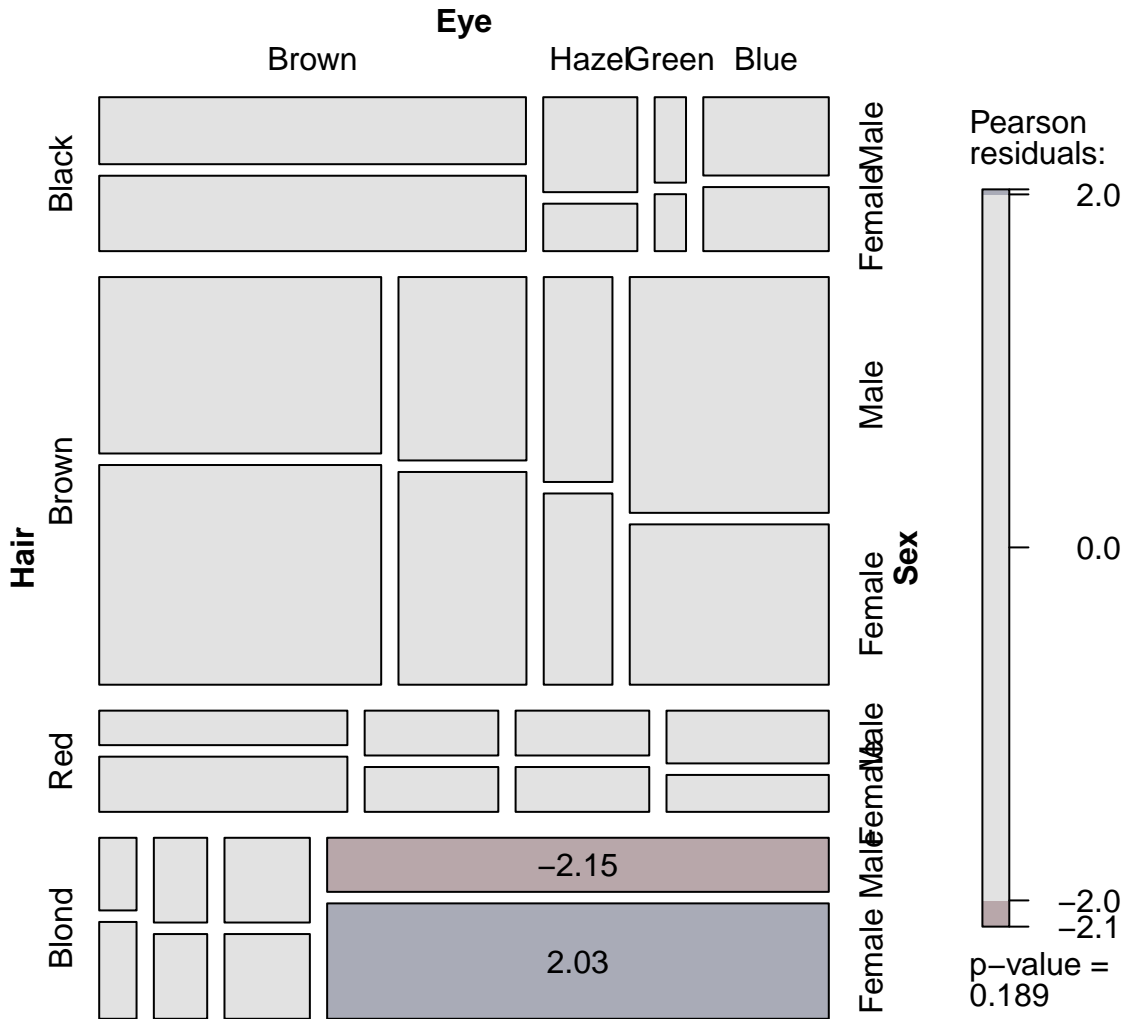 Eye
Brown
Hazel
Green
Blue
Hair
Black
Brown
Red
Blond
Male
Female
Male
Female
Male
Female
Male
Female
Sex
−2.15
2.03
Pearson
residuals:
2.0
0.0
−2.0
−2.1
p−value =
0.189